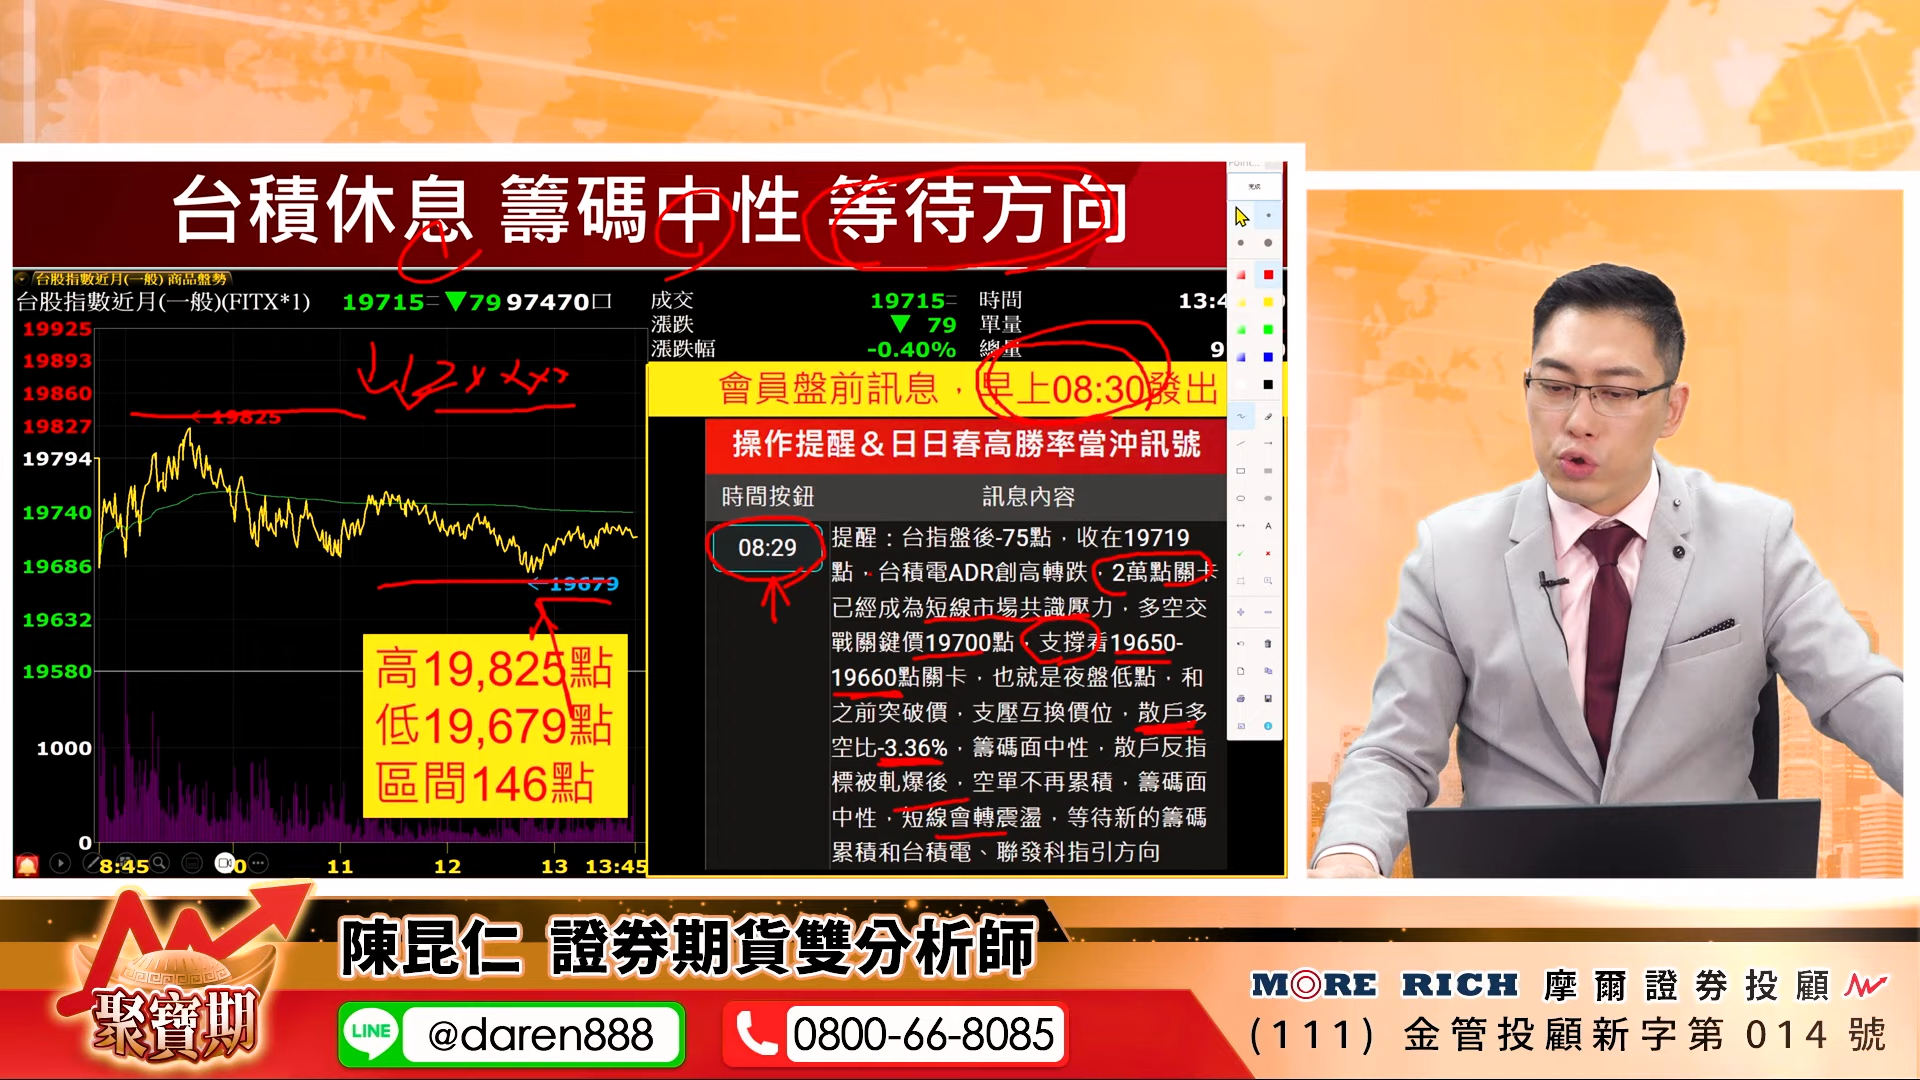 台積休息 籌碼中性 等待方向
台股指數近月(一般) 商品盤勢
台股指數近月(一般)(FITX*1) 19715 ▼79 97470口
成交 19715 時間 13:4
漲跌 ▼ 79 單量
漲跌幅 -0.40% 總量 9
19925
19893
19860
19827
19794
19740
19686
19632
19580
1000
0
← 19825
← 19679
8:45
11
12
13
13:45
高19,825點
低19,679點
區間146點
會員盤前訊息，早上08:30發出
操作提醒＆日日春高勝率當沖訊號
時間按鈕 訊息內容
08:29
提醒：台指盤後-75點，收在19719
點，台積電ADR創高轉跌，2萬點關卡
已經成為短線市場共識壓力，多空交
戰關鍵價19700點，支撐看19650-
19660點關卡，也就是夜盤低點，和
之前突破價，支壓互換價位，散戶多
空比-3.36%，籌碼面中性，散戶反指
標被軋爆後，空單不再累積，籌碼面
中性，短線會轉震盪，等待新的籌碼
累積和台積電、聯發科指引方向
完成
A
聚寶期
陳昆仁 證券期貨雙分析師
LINE @daren888
0800-66-8085
MORE RICH 摩爾證券投顧
(111) 金管投顧新字第 014 號